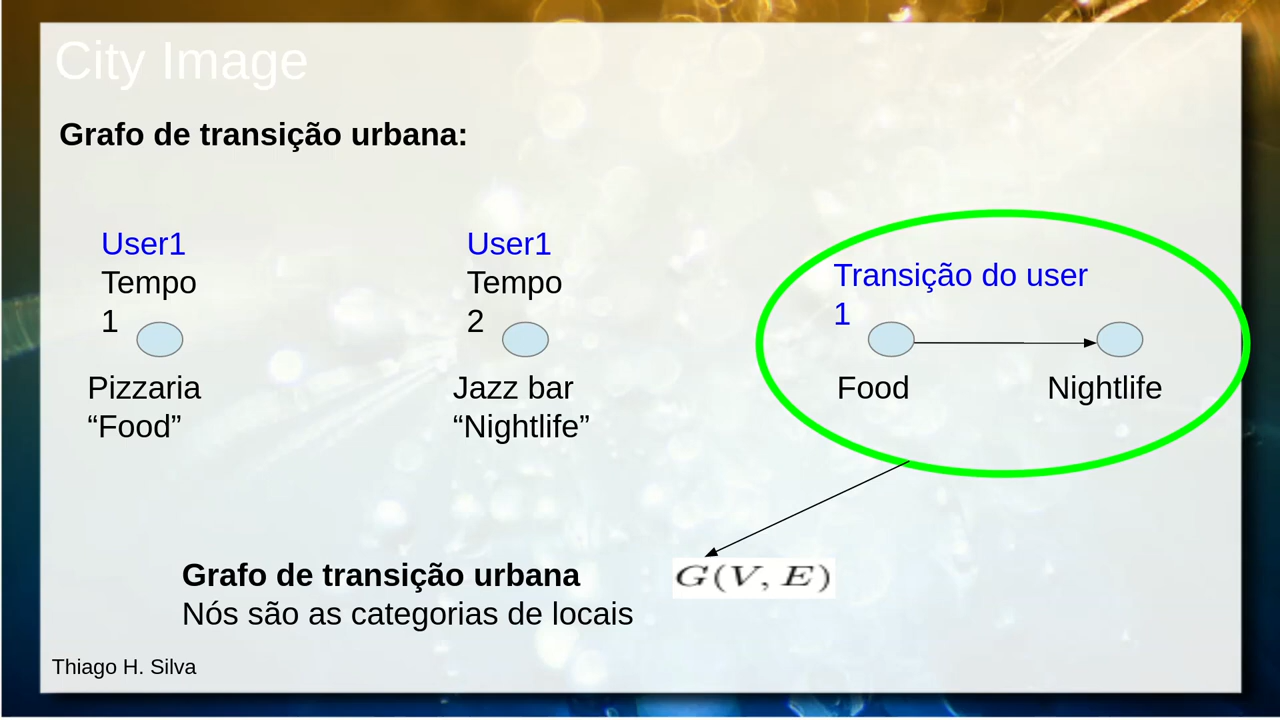 City Image
Grafo de transição urbana:
User1
Tempo
1
Pizzaria
“Food”
User1
Tempo
2
Jazz bar
“Nightlife”
Transição do user
1
Food
Nightlife
Grafo de transição urbana
Nós são as categorias de locais
G(V, E)
Thiago H. Silva